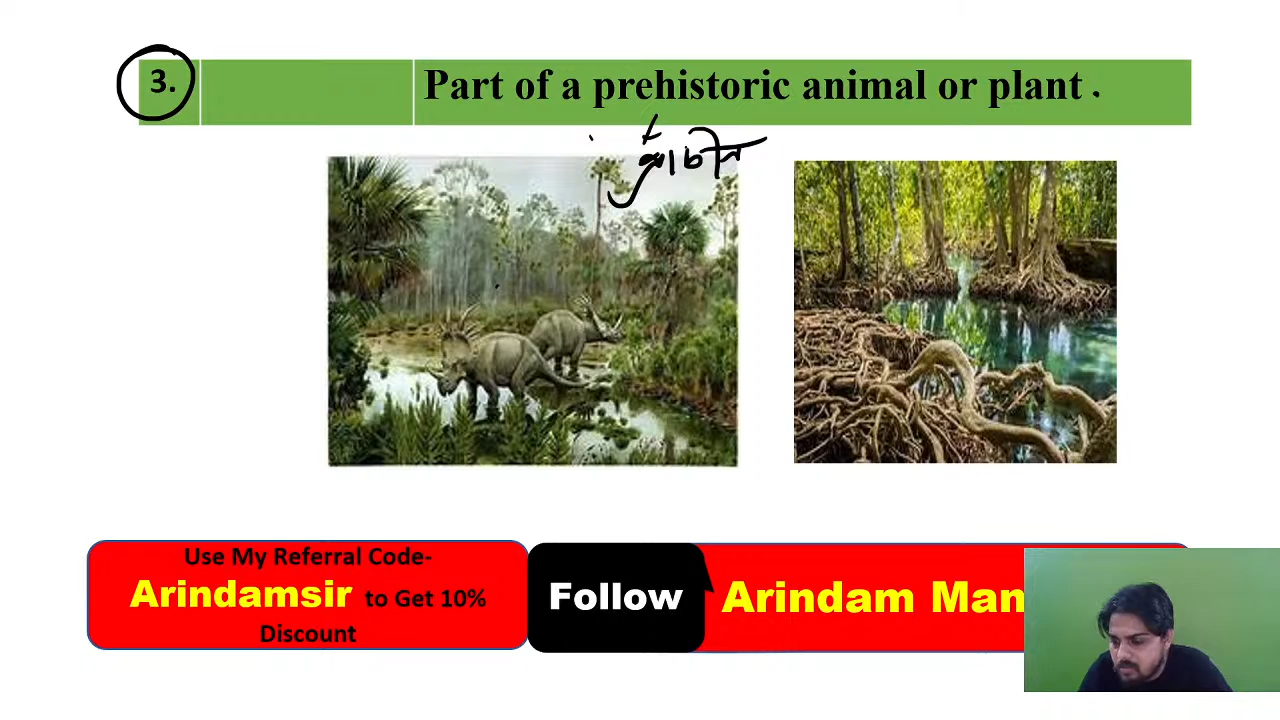 3. Part of a prehistoric animal or plant .
Use My Referral Code-
Arindamsir to Get 10%
Discount
Follow
Arindam Man